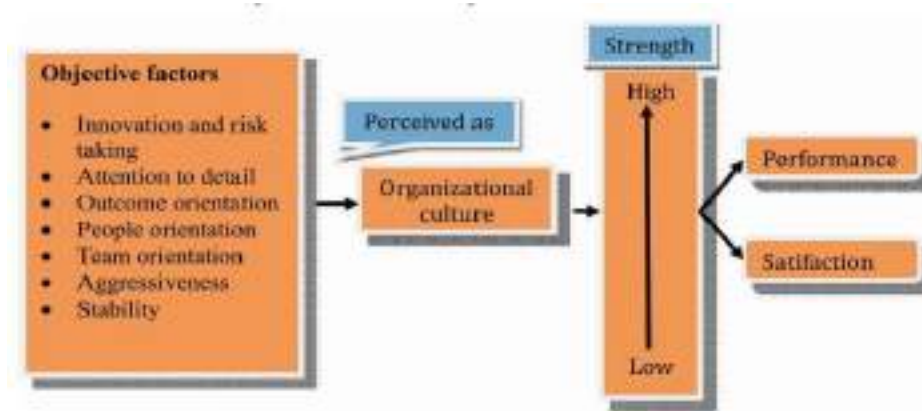 Objective factors
• Innovation and risk
taking
• Attention to detail
• Outcome orientation
• People orientation
• Team orientation
• Aggressiveness
• Stability
Perceived as
Organizational
culture
Strength
High
Low
Performance
Satifaction